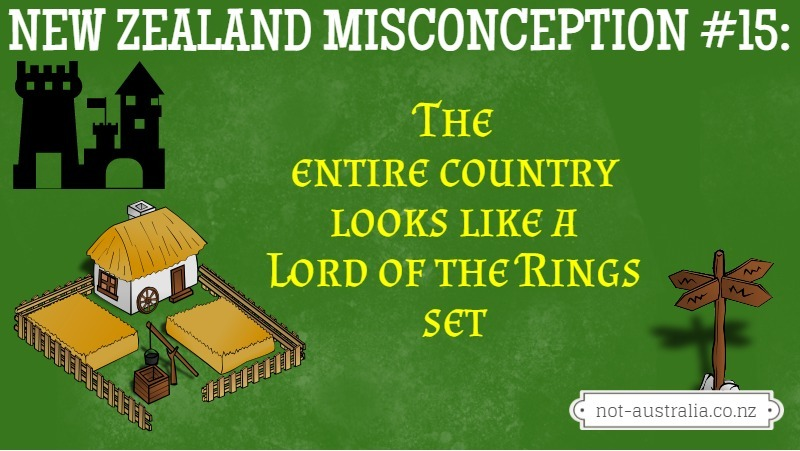 NEW ZEALAND MISCONCEPTION #15:
The
entire country
looks like a
Lord of the Rings
set
not-australia.co.nz